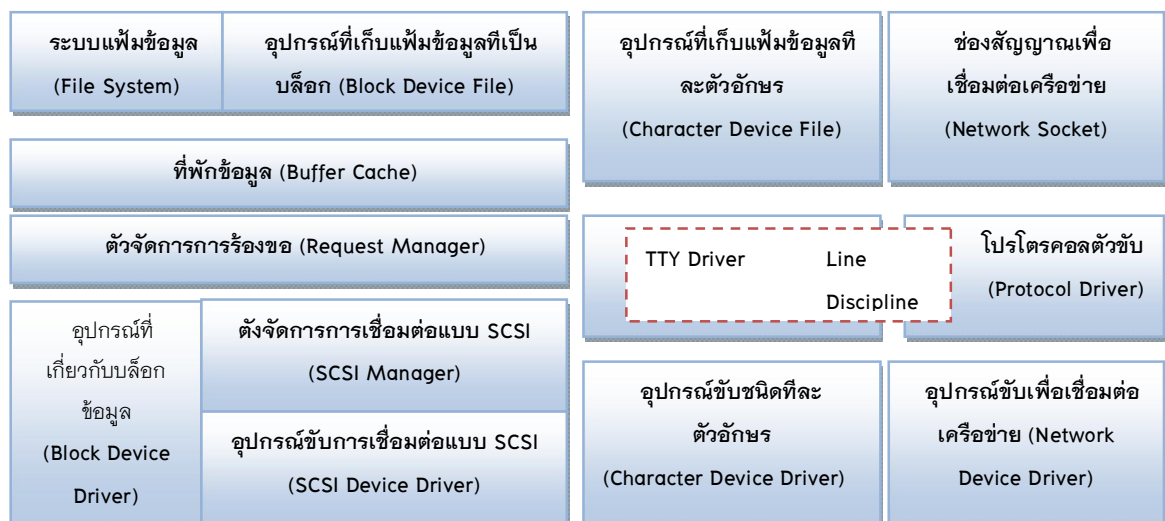 ระบบแฟ้มข้อมูล
(File System)
อุปกรณ์ที่เก็บแฟ้มข้อมูลทีเป็น
บล็อก (Block Device File)
อุปกรณ์ที่เก็บแฟ้มข้อมูลที
ละตัวอักษร
(Character Device File)
ช่องสัญญาณเพื่อ
เชื่อมต่อเครือข่าย
(Network Socket)
ที่พักข้อมูล (Buffer Cache)
ตัวจัดการการร้องขอ (Request Manager)
TTY Driver
Line
Discipline
โปรโตรคอลตัวขับ
(Protocol Driver)
อุปกรณ์ที่
เกี่ยวกับบล็อก
ข้อมูล
(Block Device
Driver)
ตังจัดการการเชื่อมต่อแบบ SCSI
(SCSI Manager)
อุปกรณ์ขับการเชื่อมต่อแบบ SCSI
(SCSI Device Driver)
อุปกรณ์ขับชนิดทีละ
ตัวอักษร
(Character Device Driver)
อุปกรณ์ขับเพื่อเชื่อมต่อ
เครือข่าย (Network
Device Driver)